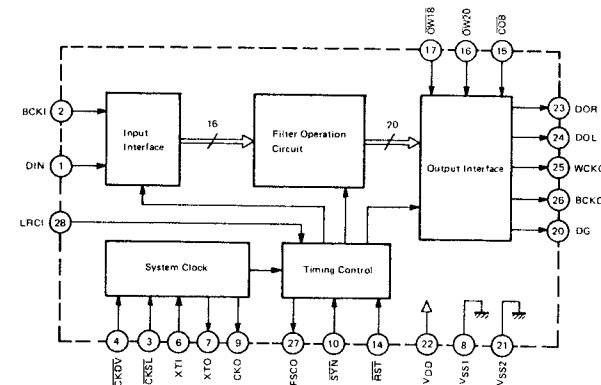 OW18 OW20 COB
17 16 15
BCKI 2
Input Interface
16
Filter Operation Circuit
20
Output Interface
23 DOR
24 DOL
25 WCKO
26 BCKO
20 DG
DIN 1
LRCI 28
System Clock
Timing Control
4 3 6 7 9 27 10 14 22 8 21
CKDV CKSL XTI XTO CKO FSCO SYN RST VDD VSS1 VSS2